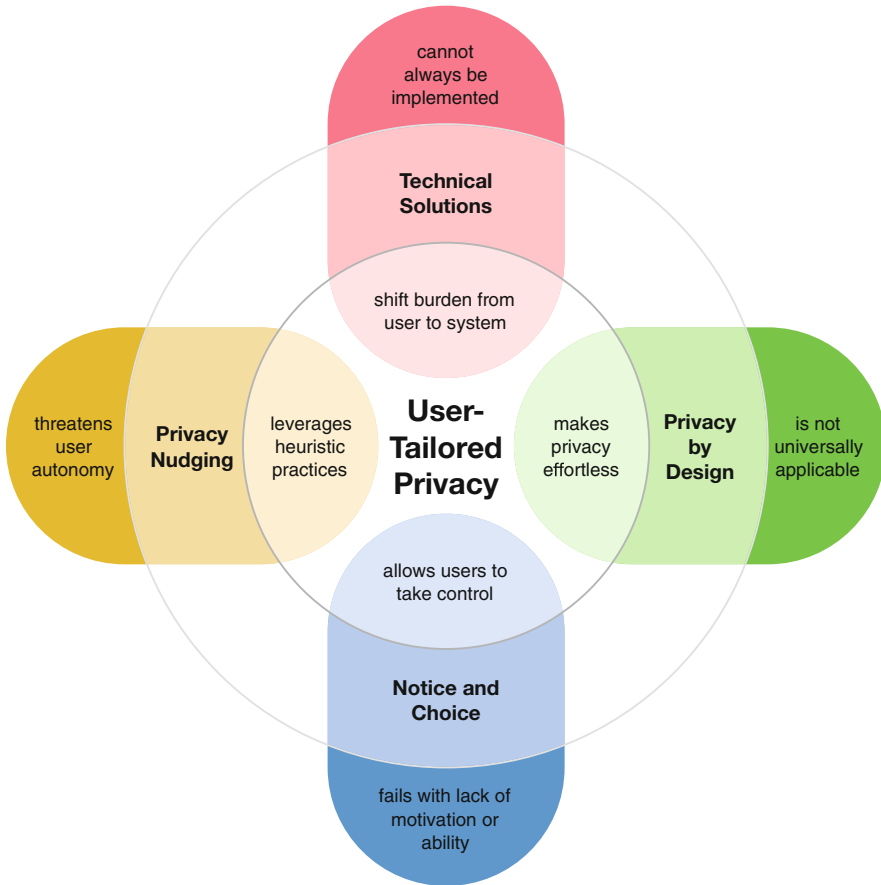 cannot
always be
implemented
Technical
Solutions
shift burden from
user to system
threatens
user
autonomy
Privacy
Nudging
leverages
heuristic
practices
User-
Tailored
Privacy
makes
privacy
effortless
Privacy
by
Design
is not
universally
applicable
allows users to
take control
Notice and
Choice
fails with lack of
motivation or
ability